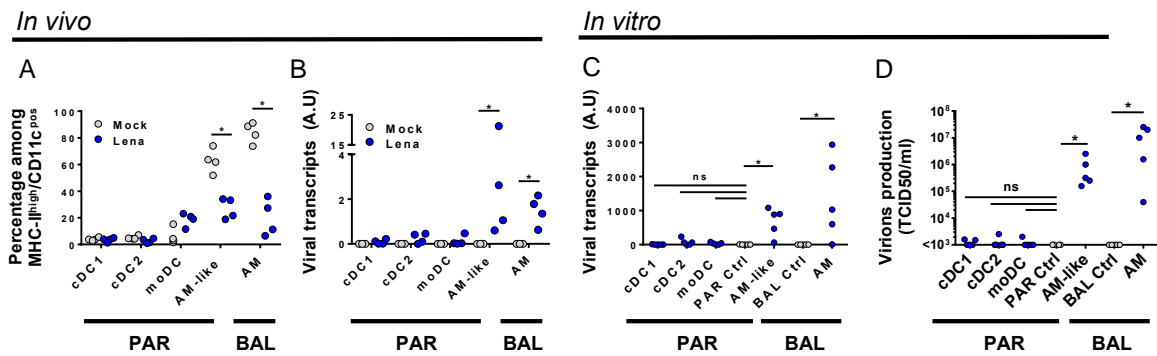 In vivo
In vitro
A
Percentage among
MHC-IIhigh/CD11cpos
100
80
60
40
20
0
Mock
Lena
*
*
cDC1
cDC2
moDC
AM-like
AM
PAR
BAL
B
Viral transcripts (A.U)
25
15
4
2
0
Mock
Lena
*
*
cDC1
cDC2
moDC
AM-like
AM
PAR
BAL
C
Viral transcripts (A.U)
4000
3000
2000
1000
0
ns
*
*
cDC1
cDC2
moDC
PAR Ctrl
AM-like
BAL Ctrl
AM
PAR
BAL
D
Virions production
(TCID50/ml)
10⁸
10⁷
10⁶
10⁵
10⁴
<10³
ns
*
*
cDC1
cDC2
moDC
PAR Ctrl
AM-like
BAL Ctrl
AM
PAR
BAL